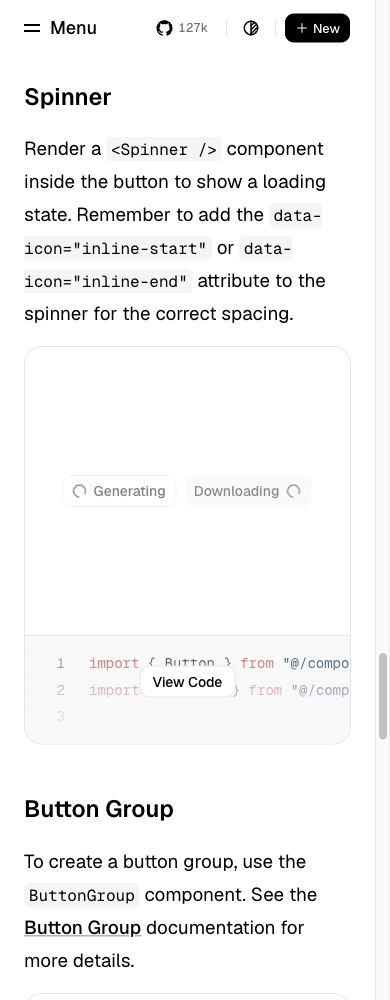 Menu 127k + New
Spinner
Render a <Spinner /> component
inside the button to show a loading
state. Remember to add the data-
icon="inline-start" or data-
icon="inline-end" attribute to the
spinner for the correct spacing.
Generating Downloading
1 import { Button } from "@/compo
2 import } from "@/comp
View Code
3
Button Group
To create a button group, use the
ButtonGroup component. See the
Button Group documentation for
more details.